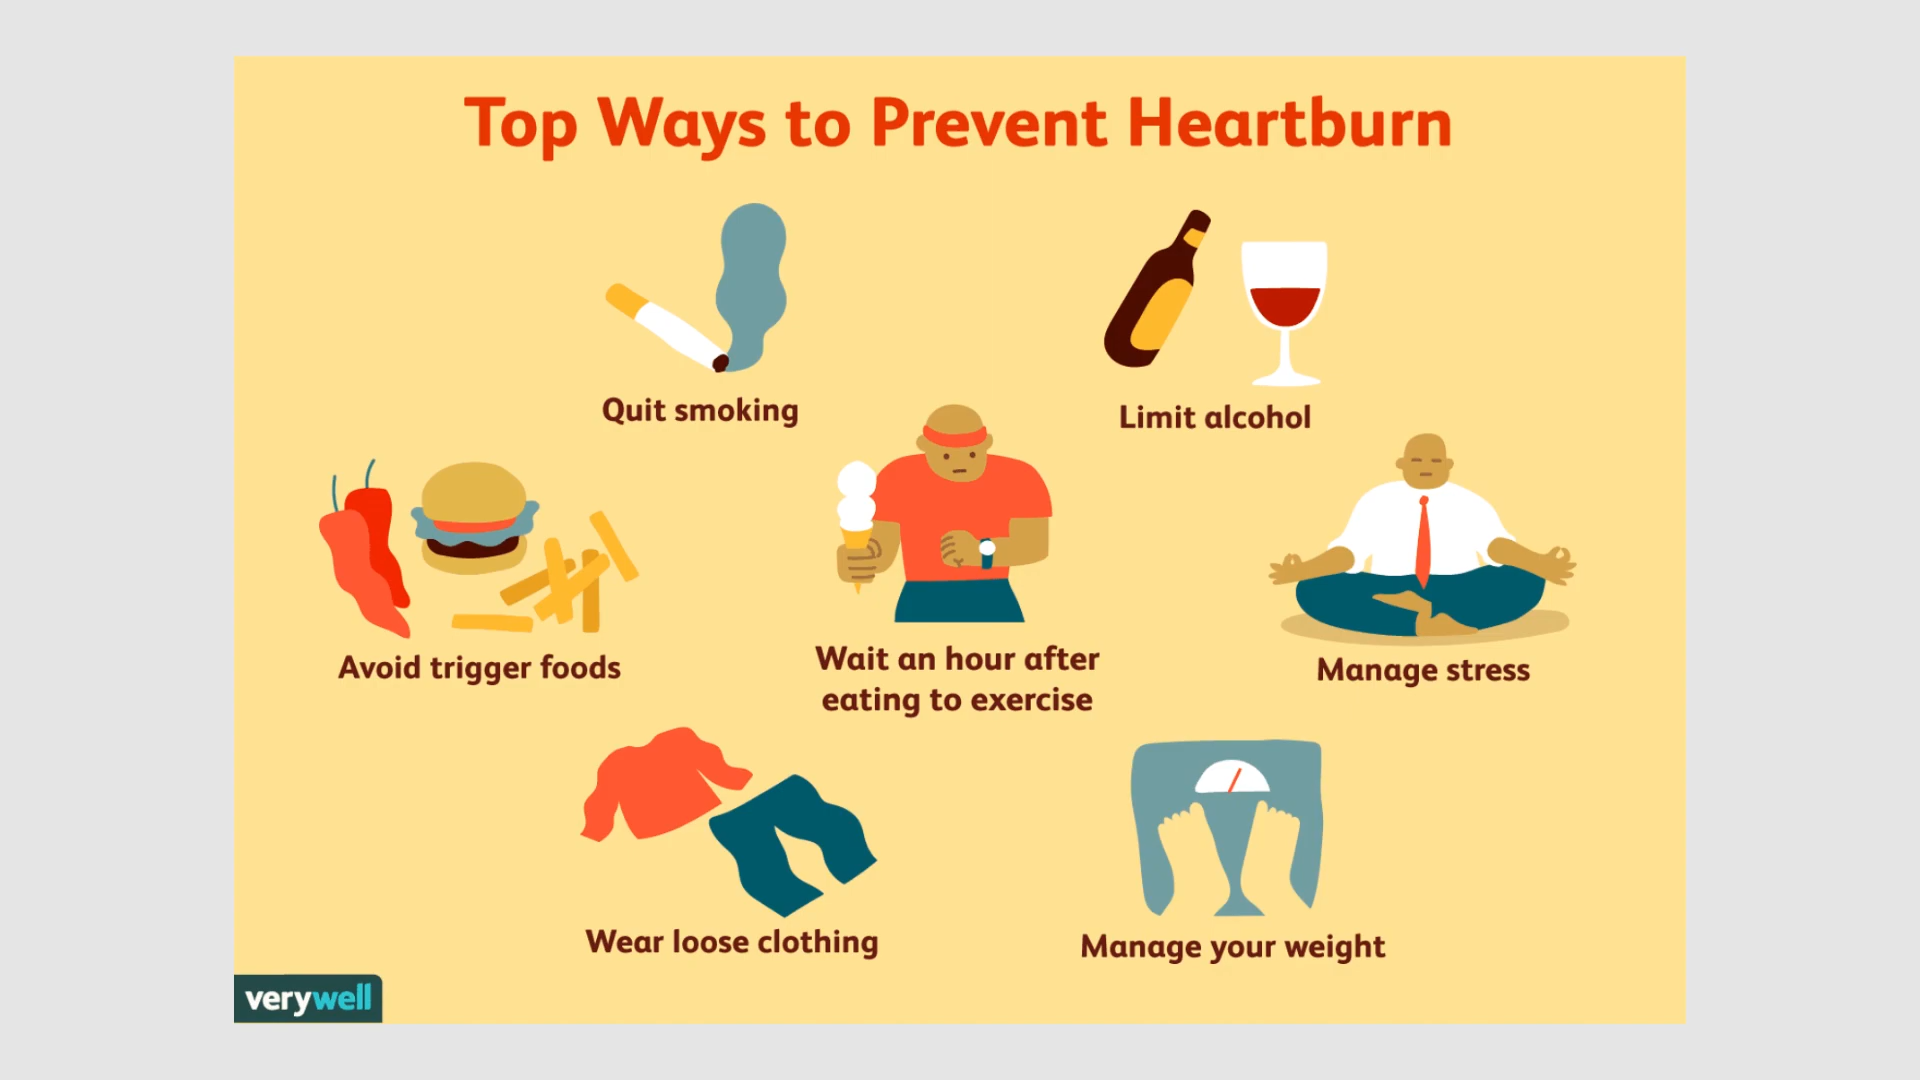 Top Ways to Prevent Heartburn
Quit smoking
Limit alcohol
Avoid trigger foods
Wait an hour after
eating to exercise
Manage stress
Wear loose clothing
Manage your weight
verywell